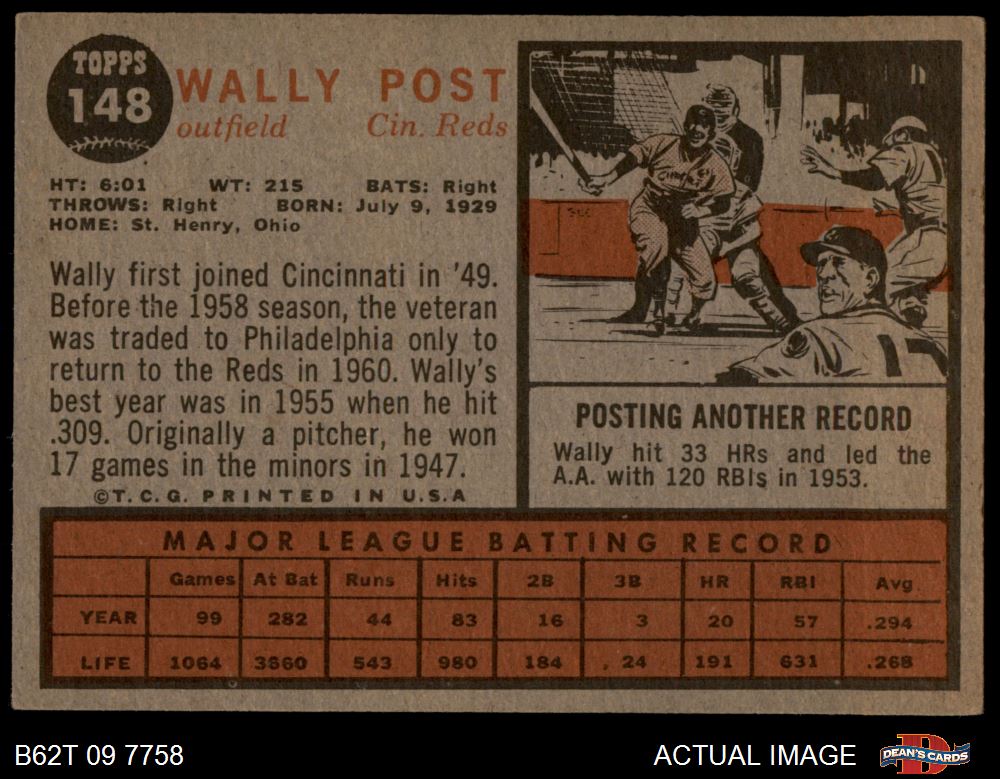 TOPPS
148
WALLY POST
outfield Cin. Reds
HT: 6:01 WT: 215 BATS: Right
THROWS: Right BORN: July 9, 1929
HOME: St. Henry, Ohio
Wally first joined Cincinnati in '49.
Before the 1958 season, the veteran
was traded to Philadelphia only to
return to the Reds in 1960. Wally's
best year was in 1955 when he hit
.309. Originally a pitcher, he won
17 games in the minors in 1947.
©T.C.G. PRINTED IN U.S.A
17
POSTING ANOTHER RECORD
Wally hit 33 HRs and led the
A.A. with 120 RBIs in 1953.
MAJOR LEAGUE BATTING RECORD
Games At Bat Runs Hits 2B 3B HR RBI Avg.
YEAR 99 282 44 83 16 3 20 57 .294
LIFE 1064 3660 543 980 184 24 191 631 .268
B62T 09 7758
ACTUAL IMAGE
DEAN'S CARDS